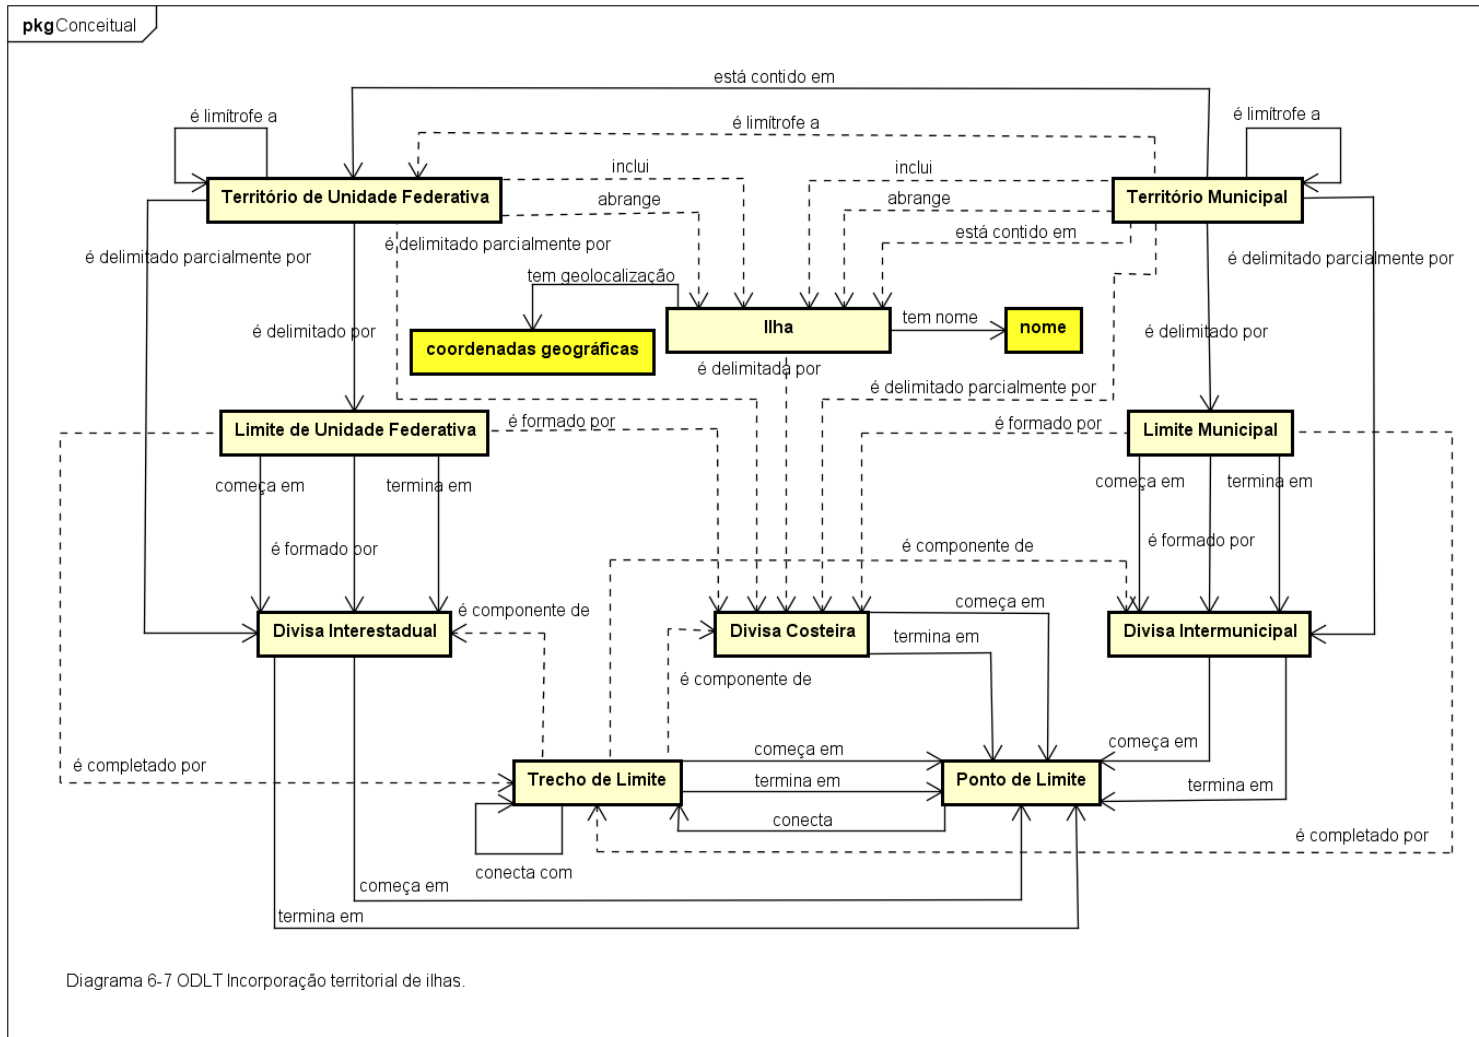 pkg Conceitual
está contido em
é limítrofe a
é limítrofe a
é limítrofe a
inclui
inclui
Território de Unidade Federativa
Território Municipal
abrange
abrange
está contido em
é delimitado parcialmente por
é delimitado parcialmente por
é delimitado parcialmente por
tem geolocalização
Ilha
tem nome
nome
é delimitado por
é delimitado por
coordenadas geográficas
é delimitada por
é delimitado parcialmente por
é formado por
é formado por
Limite de Unidade Federativa
Limite Municipal
começa em
termina em
começa em
termina em
é formado por
é formado por
é componente de
é componente de
começa em
Divisa Interestadual
Divisa Costeira
termina em
Divisa Intermunicipal
é componente de
começa em
começa em
é completado por
Trecho de Limite
termina em
Ponto de Limite
termina em
conecta
é completado por
conecta com
começa em
termina em
Diagrama 6-7 ODLT Incorporação territorial de ilhas.